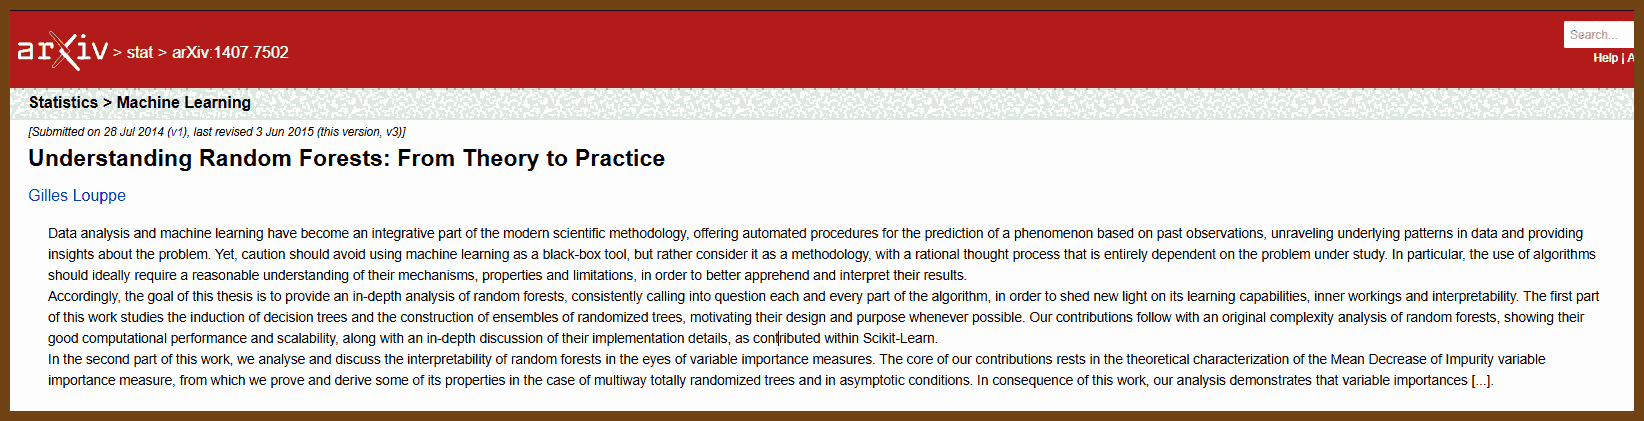 arXiv > stat > arXiv:1407.7502
Search...
Help | A
Statistics > Machine Learning
[Submitted on 28 Jul 2014 (v1), last revised 3 Jun 2015 (this version, v3)]
Understanding Random Forests: From Theory to Practice
Gilles Louppe
Data analysis and machine learning have become an integrative part of the modern scientific methodology, offering automated procedures for the prediction of a phenomenon based on past observations, unraveling underlying patterns in data and providing
insights about the problem. Yet, caution should avoid using machine learning as a black-box tool, but rather consider it as a methodology, with a rational thought process that is entirely dependent on the problem under study. In particular, the use of algorithms
should ideally require a reasonable understanding of their mechanisms, properties and limitations, in order to better apprehend and interpret their results.
Accordingly, the goal of this thesis is to provide an in-depth analysis of random forests, consistently calling into question each and every part of the algorithm, in order to shed new light on its learning capabilities, inner workings and interpretability. The first part
of this work studies the induction of decision trees and the construction of ensembles of randomized trees, motivating their design and purpose whenever possible. Our contributions follow with an original complexity analysis of random forests, showing their
good computational performance and scalability, along with an in-depth discussion of their implementation details, as contributed within Scikit-Learn.
In the second part of this work, we analyse and discuss the interpretability of random forests in the eyes of variable importance measures. The core of our contributions rests in the theoretical characterization of the Mean Decrease of Impurity variable
importance measure, from which we prove and derive some of its properties in the case of multiway totally randomized trees and in asymptotic conditions. In consequence of this work, our analysis demonstrates that variable importances [...].